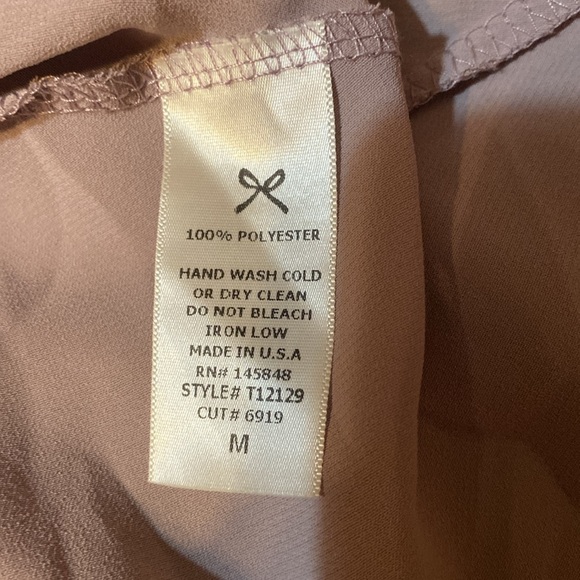 100% POLYESTER
HAND WASH COLD
OR DRY CLEAN
DO NOT BLEACH
IRON LOW
MADE IN U.S.A
RN# 145848
STYLE# T12129
CUT# 6919
M